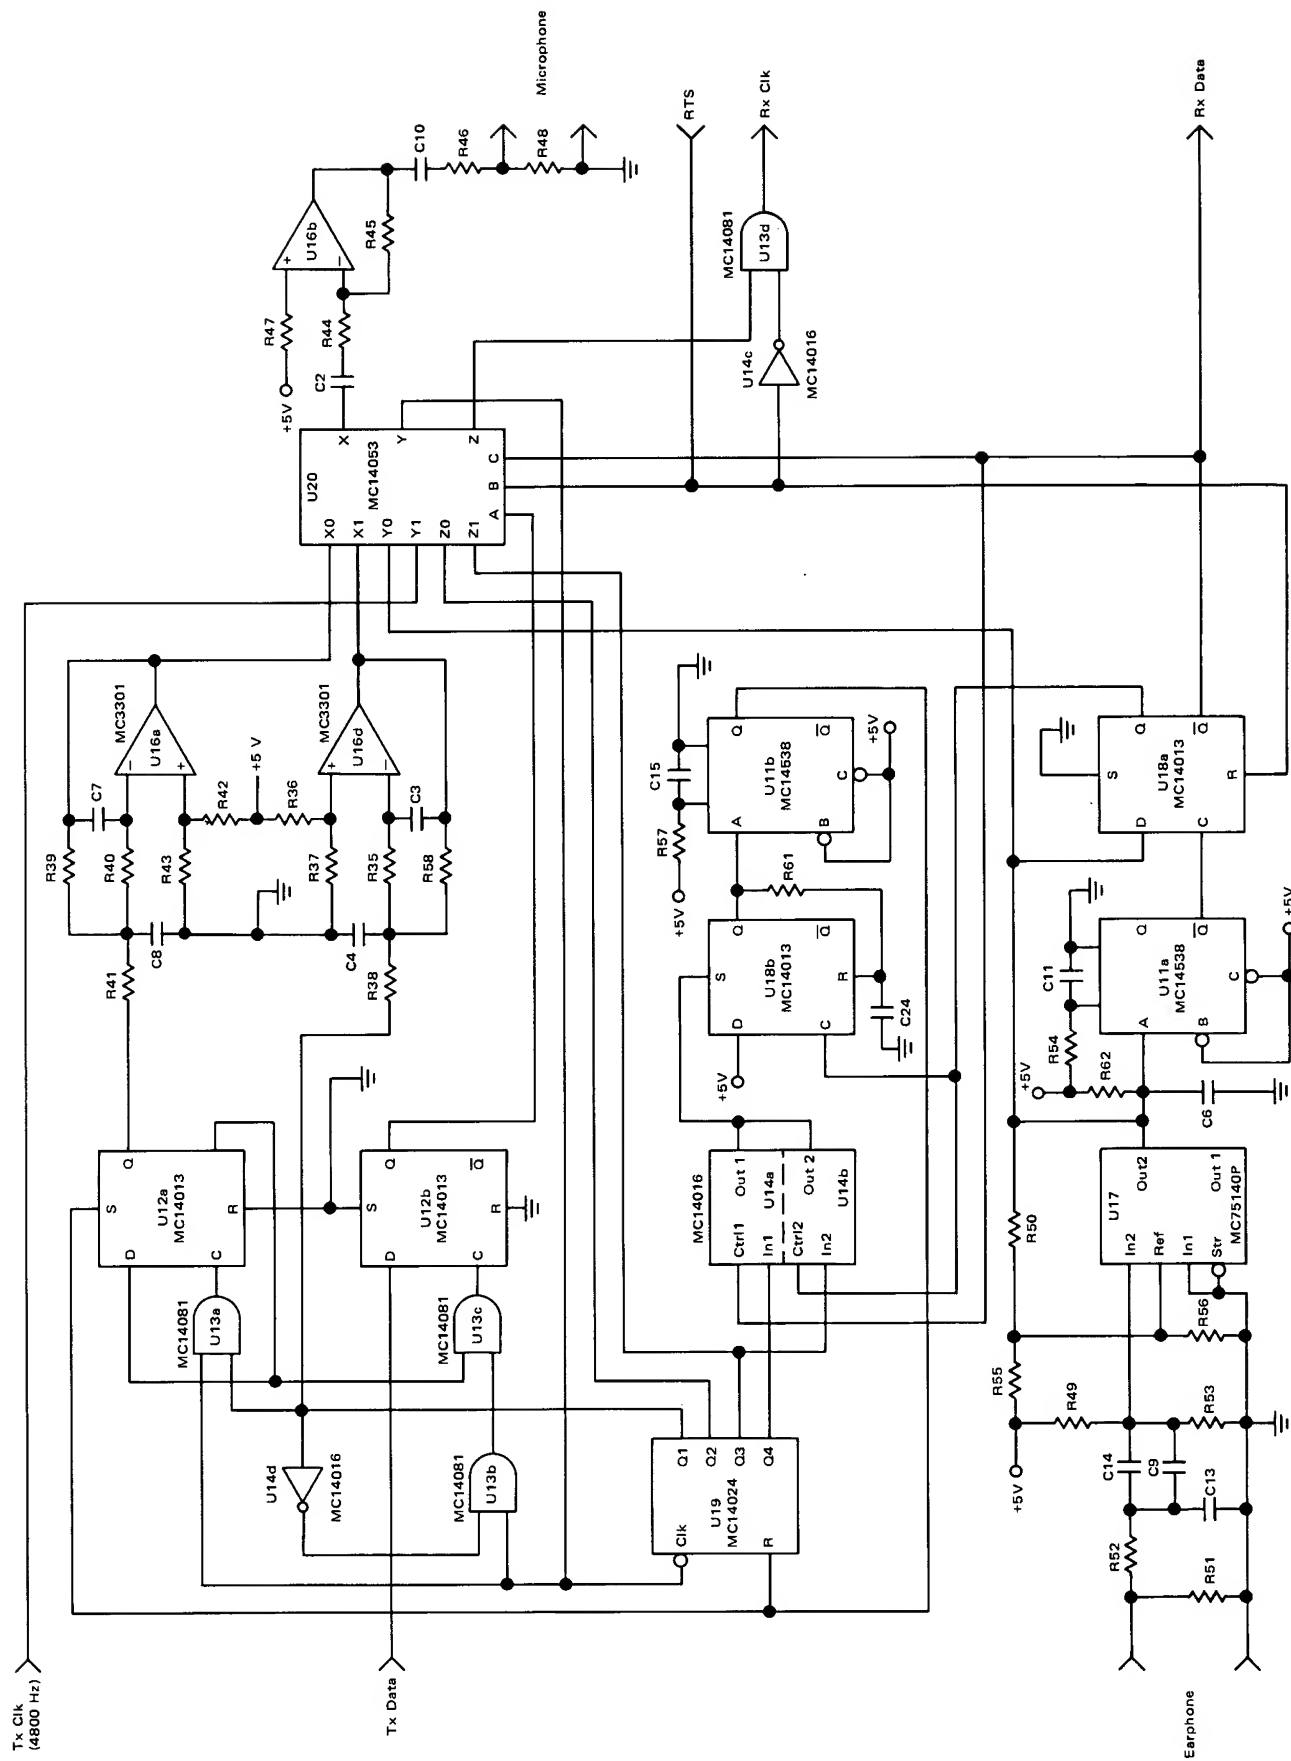 Tx Clk
(4800 Hz)
Tx Data
Earphone
Microphone
RTS
Rx Clk
Rx Data
R41
R39
C7
R40
C8
R43
MC3301
U16a
−
+
R42
+5 V
R36
MC3301
U16d
+
−
R37
R35
C3
C4
R38
R58
S
Q
U12a
MC14013
D
C
R
S
Q
U12b
MC14013
Q
D
C
R
MC14081
U13a
MC14081
U13c
U14d
MC14016
MC14081
U13b
Clk
U19
MC14024
R
Q1
Q2
Q3
Q4
U20
MC14053
X0
X1
Y0
Y1
Z0
Z1
X
Y
Z
A
B
C
+5V
R47
C2
R44
+
−
U16b
R45
C10
R46
R48
MC14081
U13d
U14c
MC14016
MC14016
Ctrl1
Out 1
U14a
In1
Ctrl2
Out 2
In2
U14b
+5V
S
Q
D
U18b
MC14013
Q
C
R
C24
R61
+5V
R57
C15
Q
A
U11b
MC14538
Q
B
C
+5V
R51
R52
C14
C9
C13
+5V
R49
R53
R55
R50
R56
In2
Out2
U17
Ref
In1
Out 1
Str
MC75140P
+5V
R62
R54
C6
C11
Q
A
U11a
MC14538
Q
B
C
+5V
S
Q
D
U18a
MC14013
Q
C
R